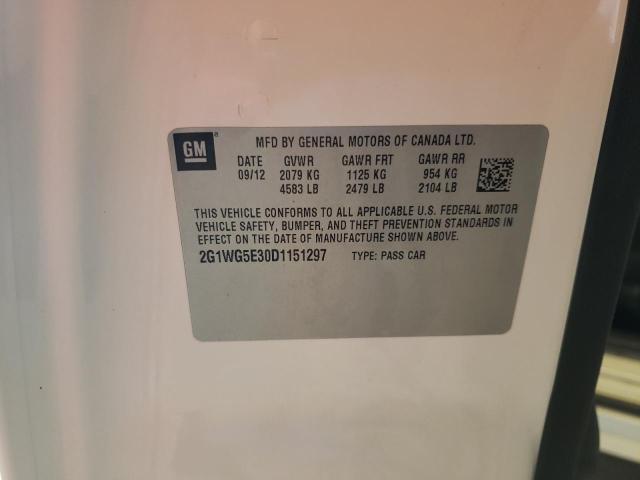 GM
MFD BY GENERAL MOTORS OF CANADA LTD.
DATE GVWR GAWR FRT GAWR RR
09/12 2079 KG 1125 KG 954 KG
4583 LB 2479 LB 2104 LB
THIS VEHICLE CONFORMS TO ALL APPLICABLE U.S. FEDERAL MOTOR
VEHICLE SAFETY, BUMPER, AND THEFT PREVENTION STANDARDS IN
EFFECT ON THE DATE OF MANUFACTURE SHOWN ABOVE.
2G1WG5E30D1151297 TYPE: PASS CAR